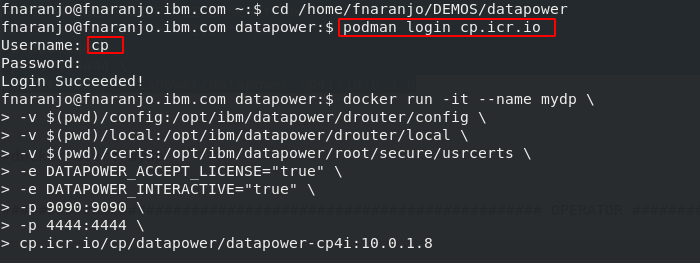 fnaranjo@fnaranjo.ibm.com ~:$ cd /home/fnaranjo/DEMOS/datapower
fnaranjo@fnaranjo.ibm.com datapower:$ podman login cp.icr.io
Username: cp
Password:
Login Succeeded!
fnaranjo@fnaranjo.ibm.com datapower:$ docker run -it --name mydp \
> -v $(pwd)/config:/opt/ibm/datapower/drouter/config \
> -v $(pwd)/local:/opt/ibm/datapower/drouter/local \
> -v $(pwd)/certs:/opt/ibm/datapower/root/secure/usrcerts \
> -e DATAPOWER_ACCEPT_LICENSE="true" \
> -e DATAPOWER_INTERACTIVE="true" \
> -p 9090:9090 \
> -p 4444:4444 \
> cp.icr.io/cp/datapower/datapower-cp4i:10.0.1.8